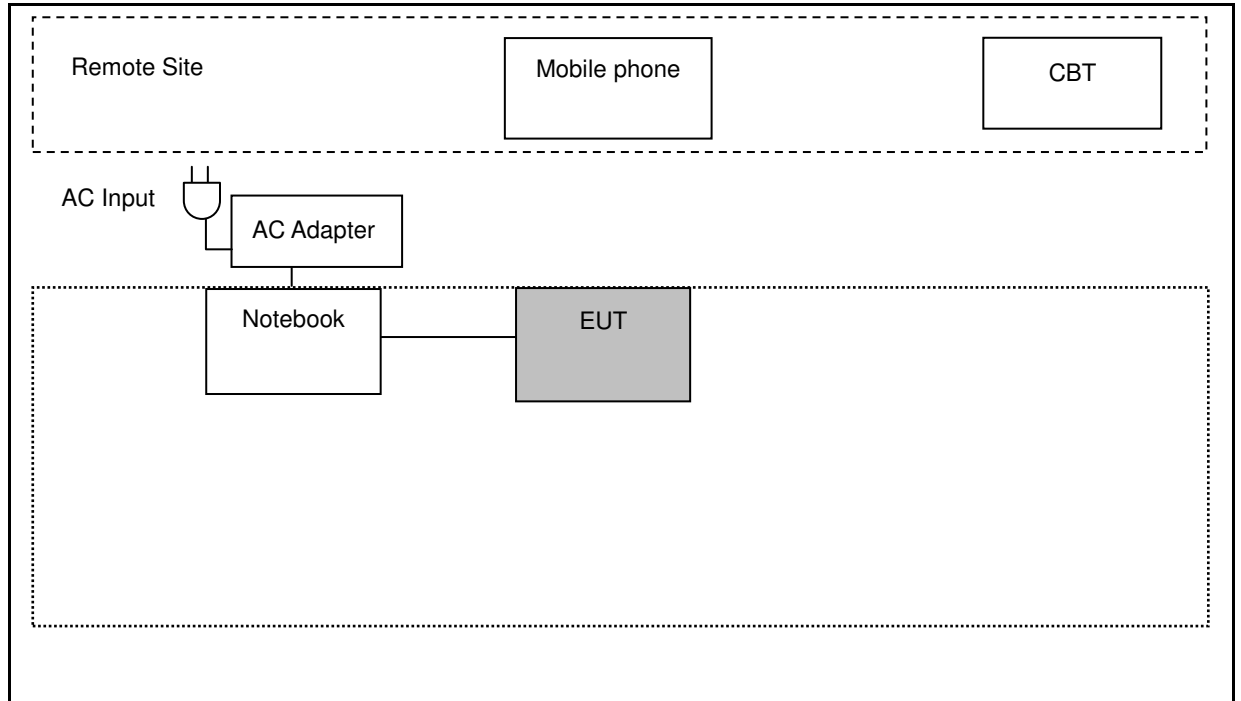 Remote Site
Mobile phone
CBT
AC Input
AC Adapter
Notebook
EUT